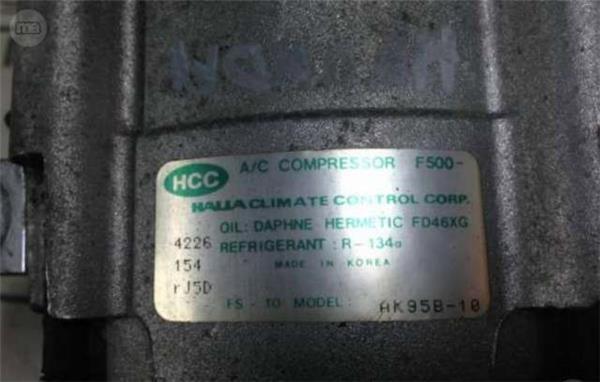 HCC
A/C COMPRESSOR F500-
HALLA CLIMATE CONTROL CORP.
OIL: DAPHNE HERMETIC FD46XG
4226 REFRIGERANT : R-134a
154 MADE IN KOREA
rJ5D
FS - TO MODEL: AK95B-10